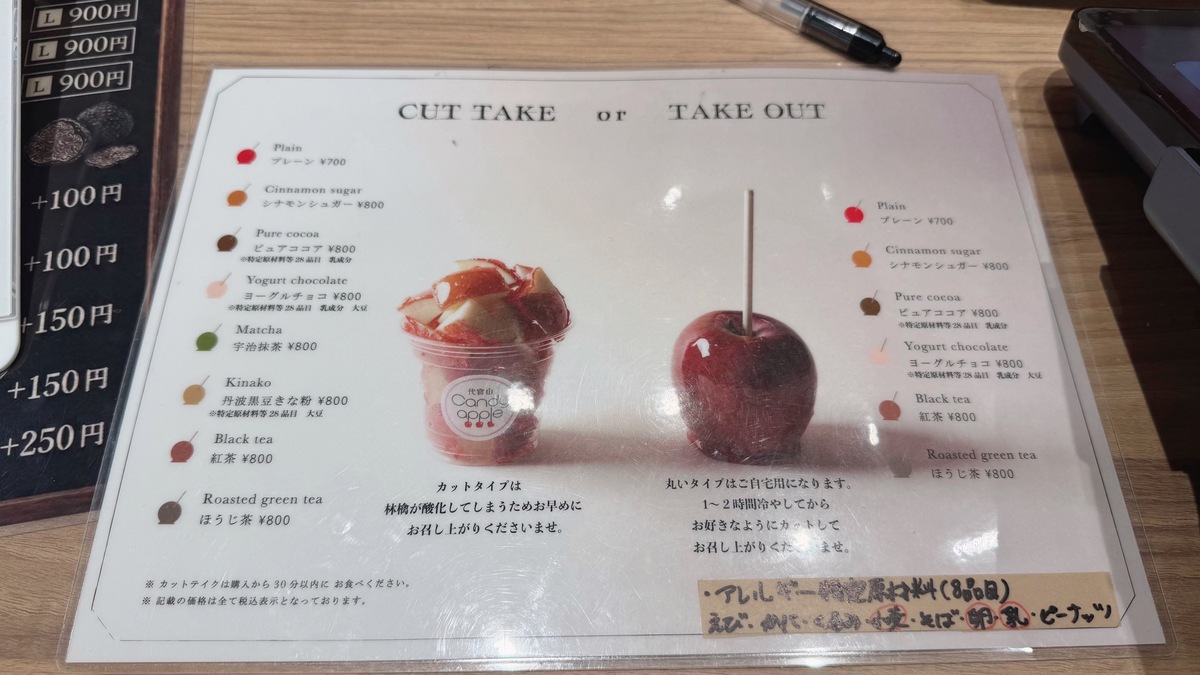 L 900円
L 900円
L 900円
+100円
+100円
+150円
+150円
+250円
CUT TAKE or TAKE OUT
Plain
プレーン ¥700
Cinnamon sugar
シナモンシュガー ¥800
Pure cocoa
ピュアココア ¥800
※特定原材料等28品目 乳成分
Yogurt chocolate
ヨーグルチョコ ¥800
※特定原材料等28品目 乳成分 大豆
Matcha
宇治抹茶 ¥800
Kinako
丹波黒豆きな粉 ¥800
※特定原材料等28品目 大豆
Black tea
紅茶 ¥800
Roasted green tea
ほうじ茶 ¥800
代官山
Candy
apple
カットタイプは
林檎が酸化してしまうためお早めに
お召し上がりくださいませ。
Plain
プレーン ¥700
Cinnamon sugar
シナモンシュガー ¥800
Pure cocoa
ピュアココア ¥800
※特定原材料等28品目 乳成分
Yogurt chocolate
ヨーグルチョコ ¥800
※特定原材料等28品目 乳成分 大豆
Black tea
紅茶 ¥800
Roasted green tea
ほうじ茶 ¥800
丸いタイプはご自宅用になります。
1〜2時間冷やしてから
お好きなようにカットして
お召し上がりくださいませ。
※ カットテイクは購入から30分以内に お食べください。
※ 記載の価格は全て税込表示となっております。
・アレルギー特定原材料(8品目)
えび・かに・くるみ・小麦・そば・卵・乳・ピーナッツ